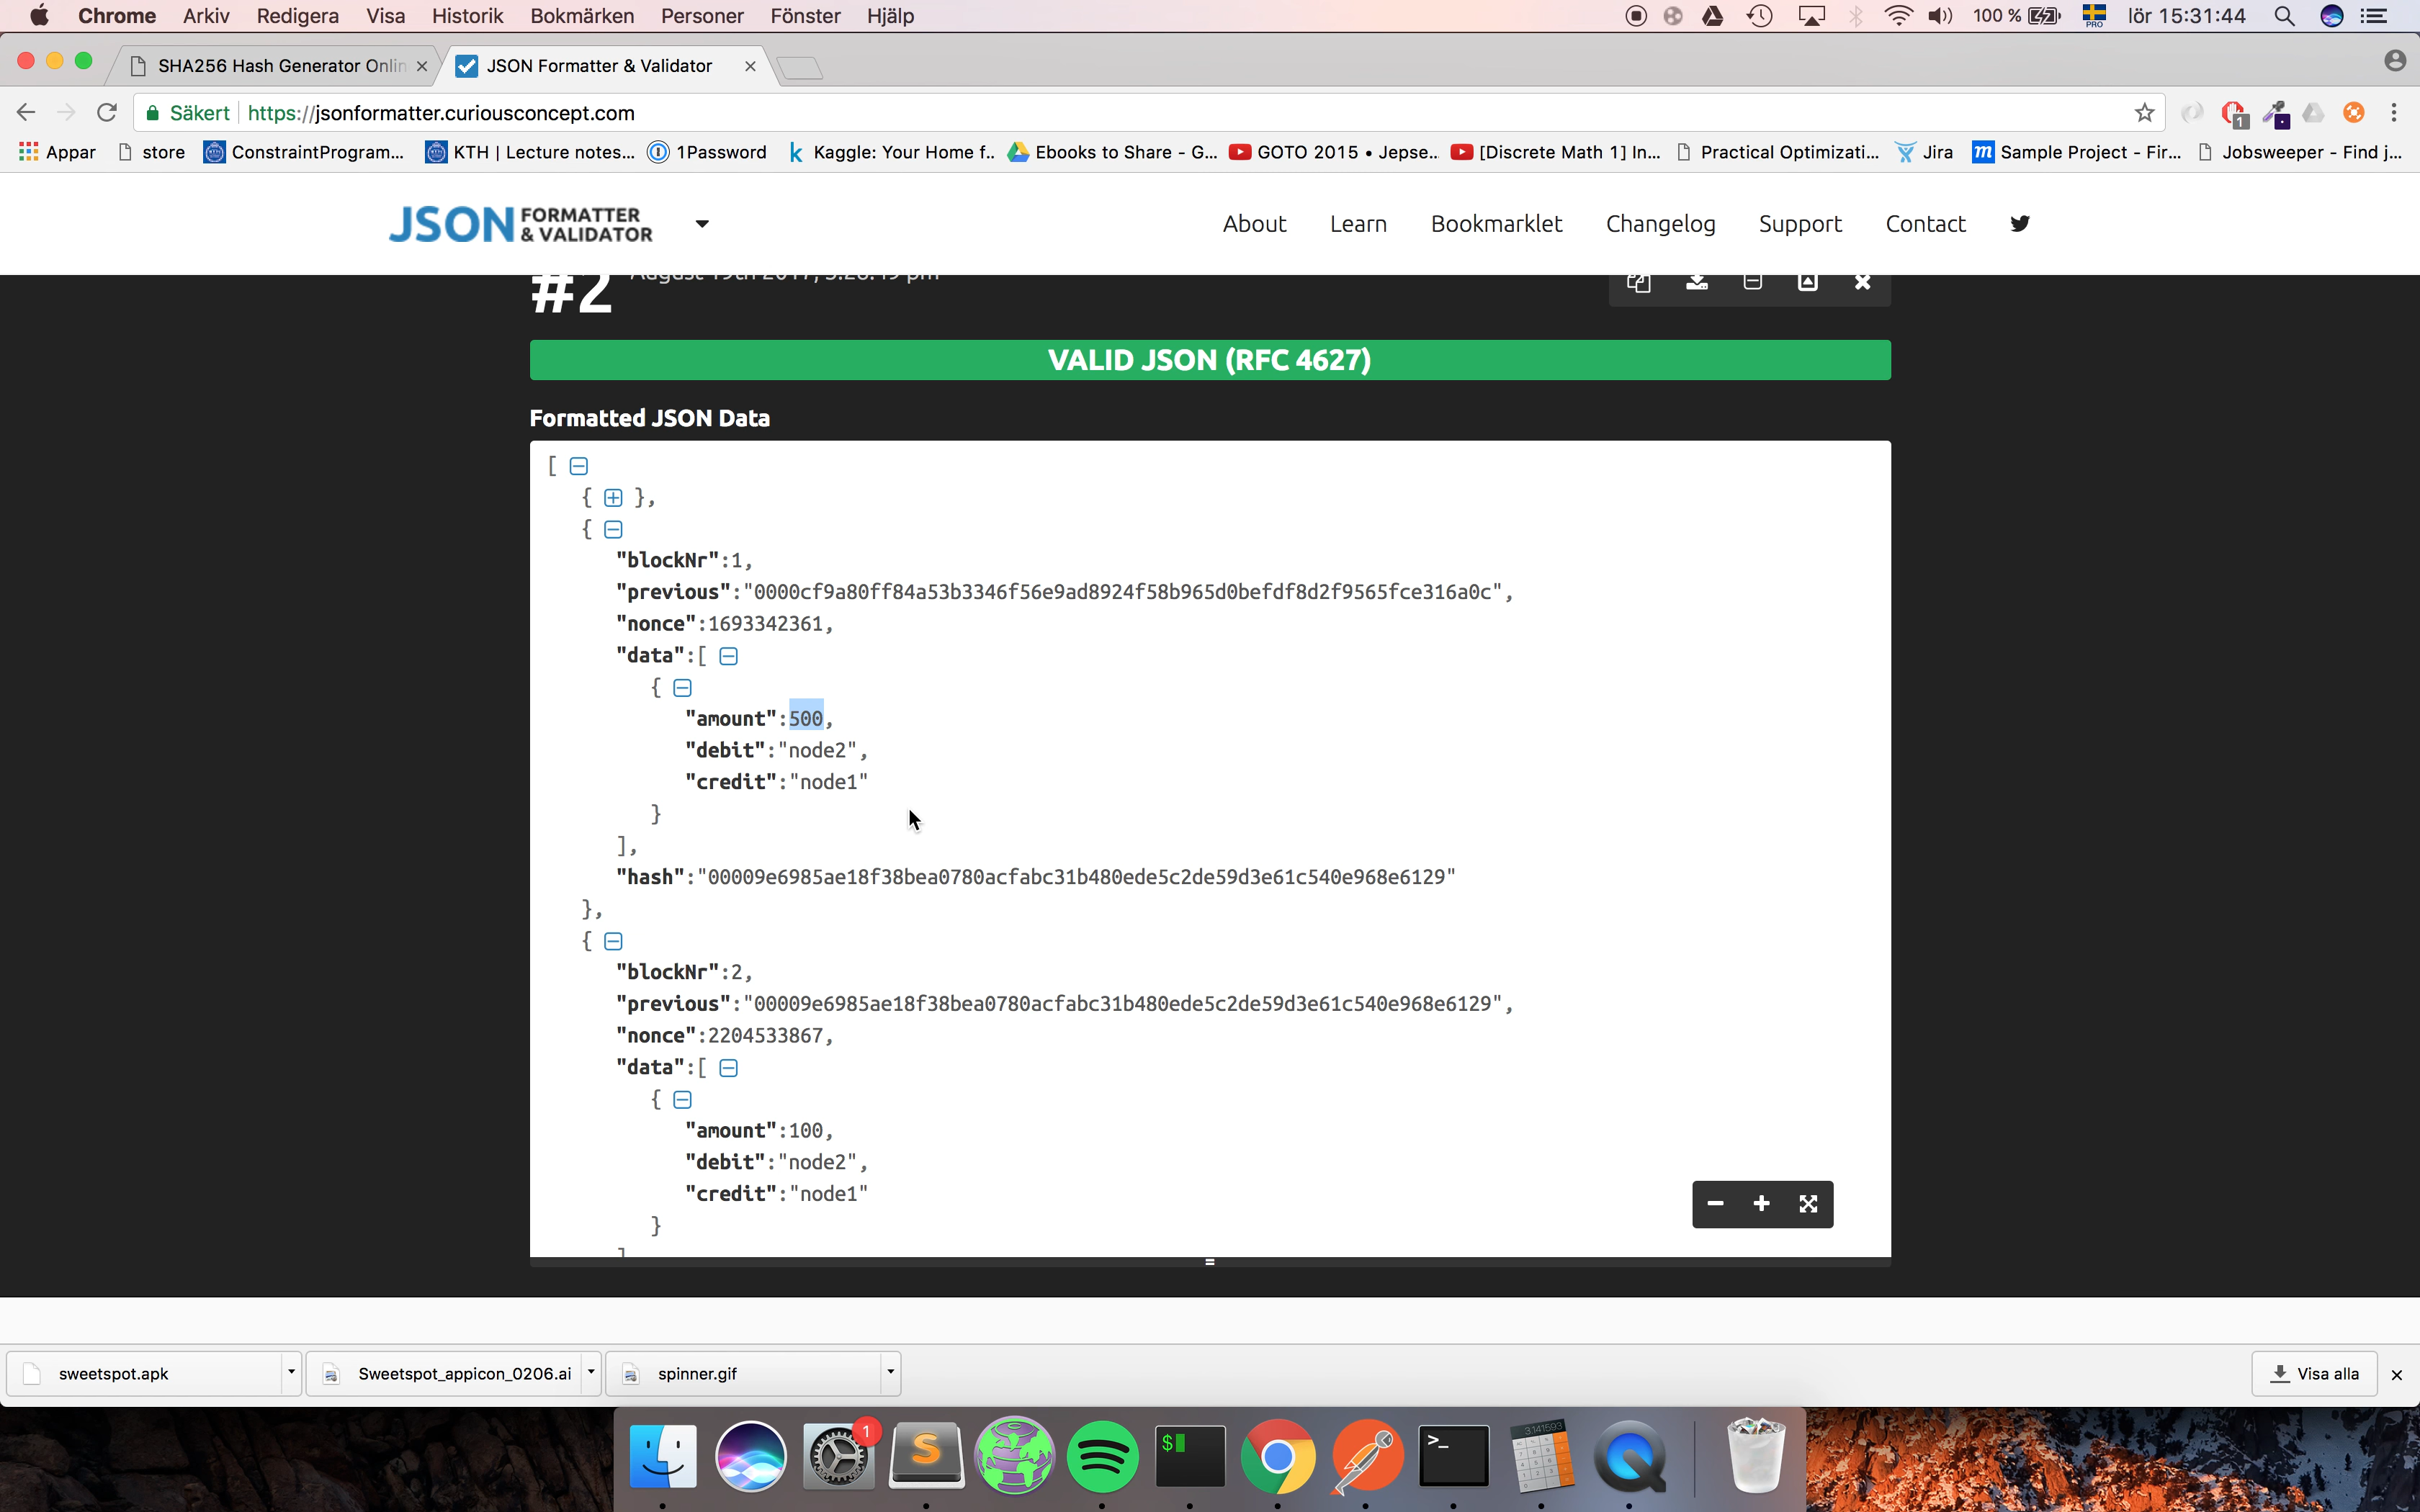 Chrome Arkiv Redigera Visa Historik Bokmärken Personer Fönster Hjälp 100 % PRO lör 15:31:44
SHA256 Hash Generator Onlin JSON Formatter & Validator
Säkert https://jsonformatter.curiousconcept.com 1
Appar store ConstraintProgram... KTH | Lecture notes... 1Password Kaggle: Your Home f.. Ebooks to Share - G... GOTO 2015 • Jepse.. [Discrete Math 1] In... Practical Optimizati... Jira Sample Project - Fir... Jobsweeper - Find j...
JSON FORMATTER & VALIDATOR About Learn Bookmarklet Changelog Support Contact
#2
VALID JSON (RFC 4627)
Formatted JSON Data
[
{ },
{
"blockNr":1,
"previous":"0000cf9a80ff84a53b3346f56e9ad8924f58b965d0befdf8d2f9565fce316a0c",
"nonce":1693342361,
"data":[
{
"amount":500,
"debit":"node2",
"credit":"node1"
}
],
"hash":"00009e6985ae18f38bea0780acfabc31b480ede5c2de59d3e61c540e968e6129"
},
{
"blockNr":2,
"previous":"00009e6985ae18f38bea0780acfabc31b480ede5c2de59d3e61c540e968e6129",
"nonce":2204533867,
"data":[
{
"amount":100,
"debit":"node2",
"credit":"node1"
}
]
sweetspot.apk Sweetspot_appicon_0206.ai spinner.gif Visa alla
1